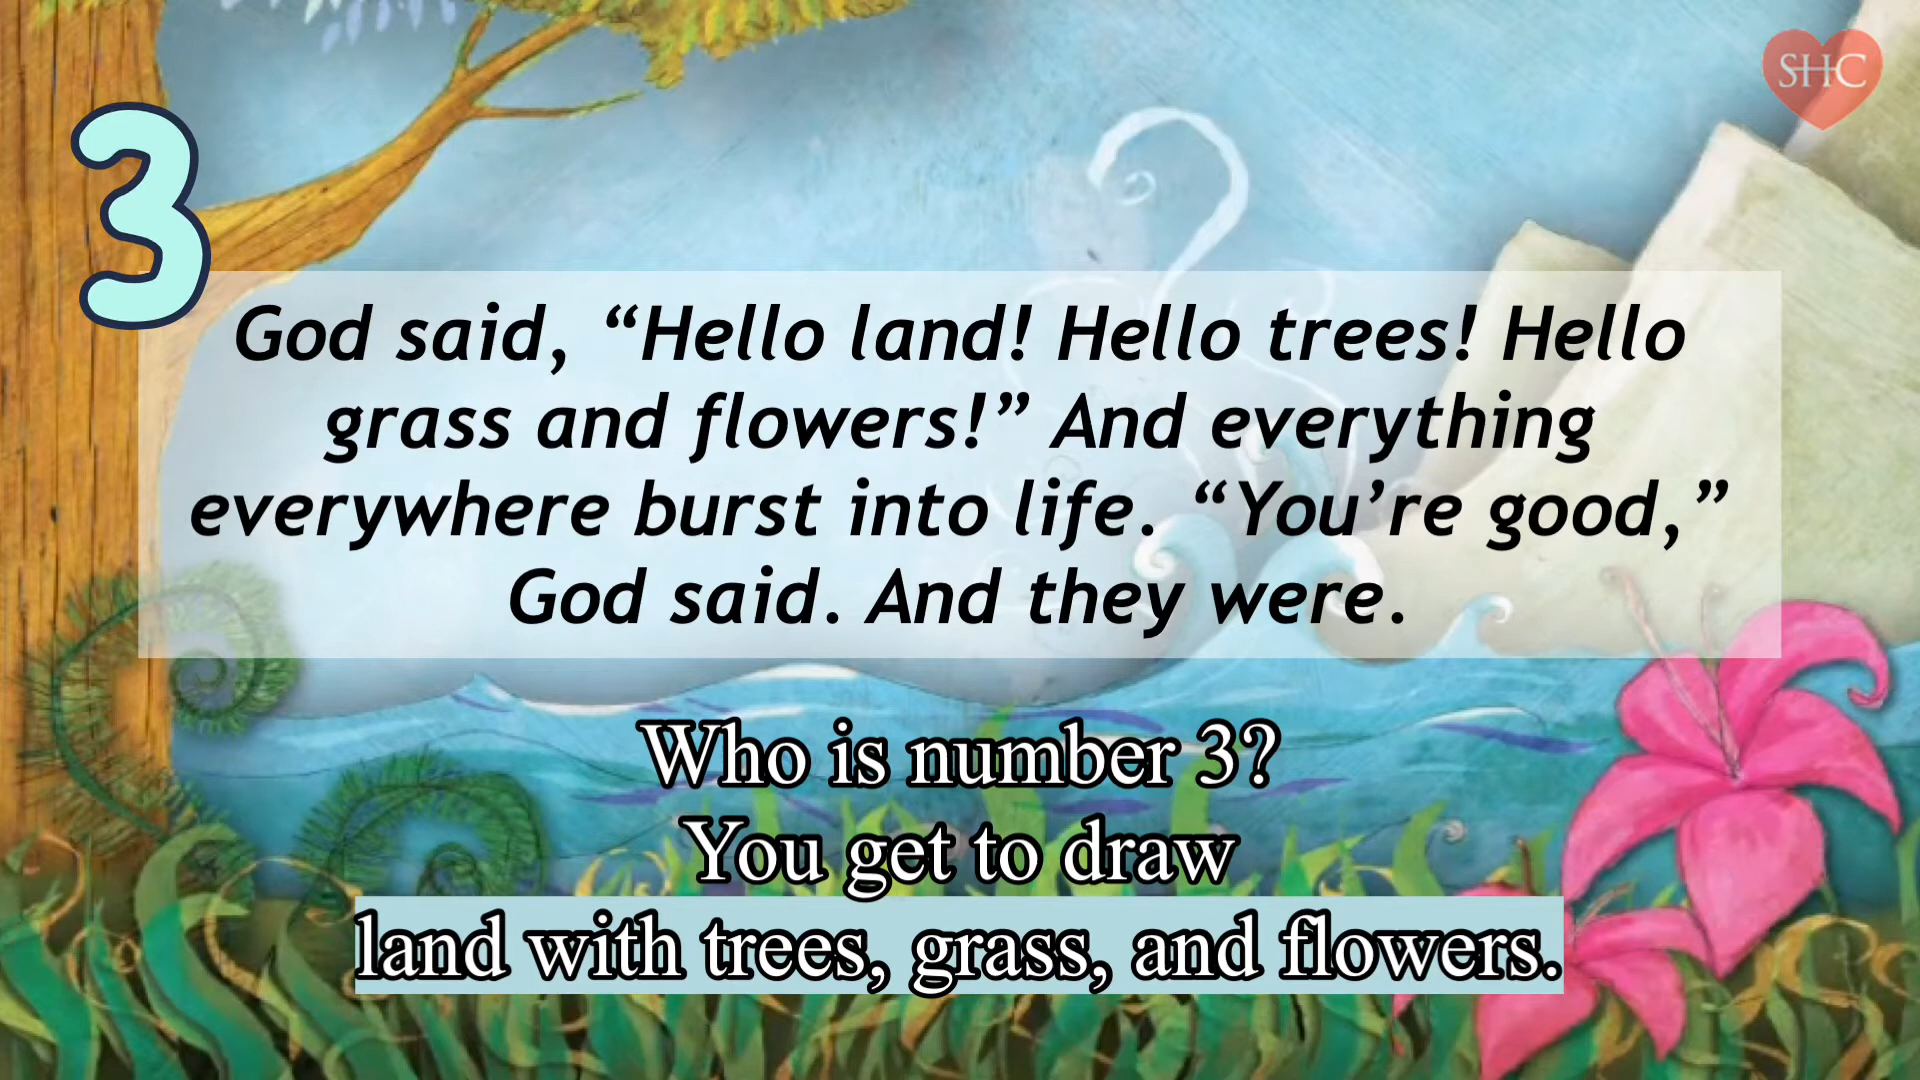 SHC
3
God said, “Hello land! Hello trees! Hello
grass and flowers!” And everything
everywhere burst into life. “You’re good,”
God said. And they were.
Who is number 3?
You get to draw
land with trees, grass, and flowers.